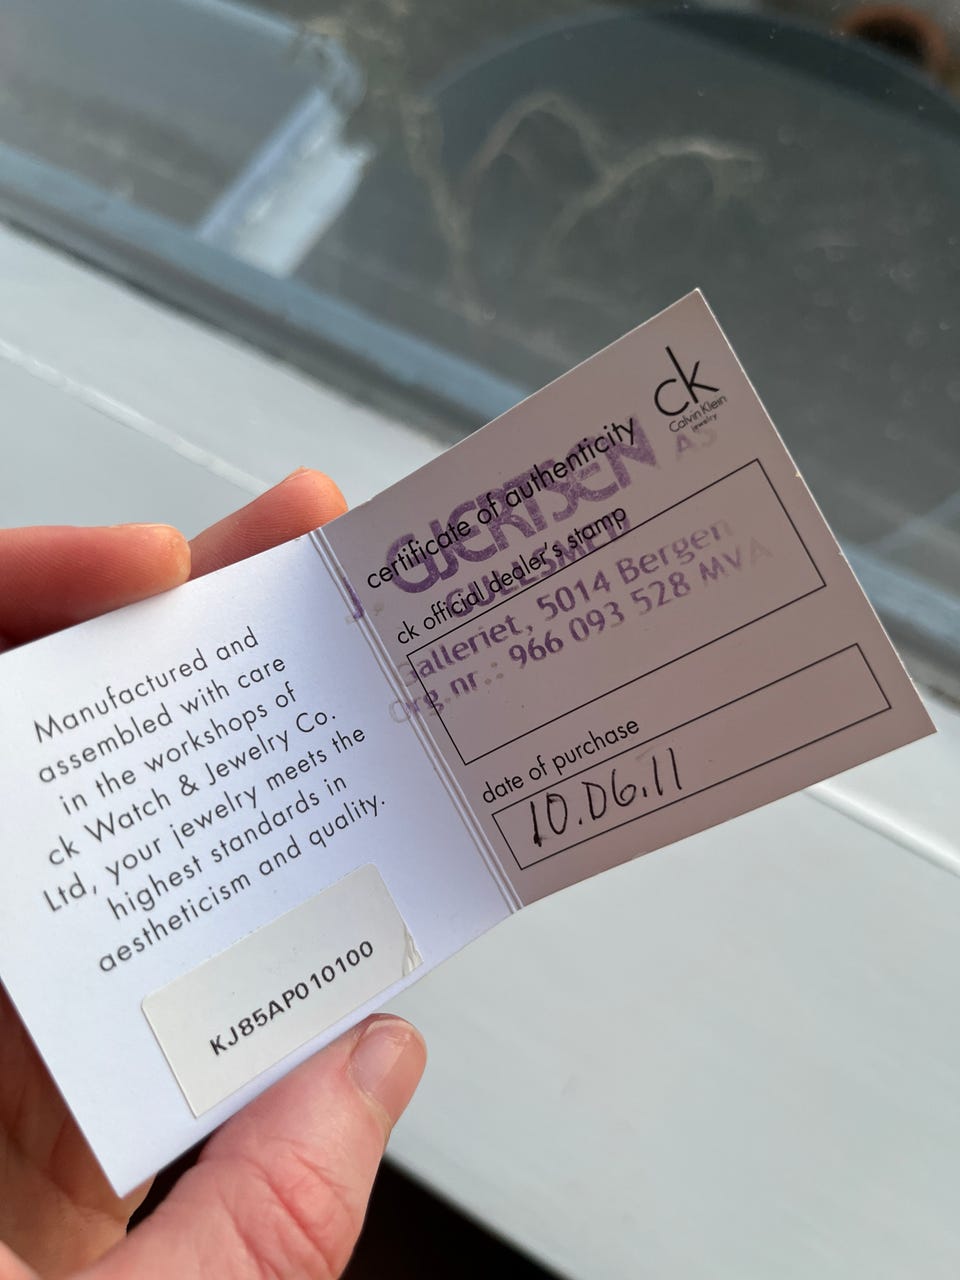 Manufactured and
assembled with care
in the workshops of
ck Watch & Jewelry Co.
Ltd, your jewelry meets the
highest standards in
aestheticism and quality.
KJ85AP010100
ck
Calvin Klein
jewelry
certificate of authenticity
J. GJERTSEN AS
GULLSMED
ck official dealer's stamp
Galleriet, 5014 Bergen
Org.nr.: 966 093 528 MVA
date of purchase
10.06.11